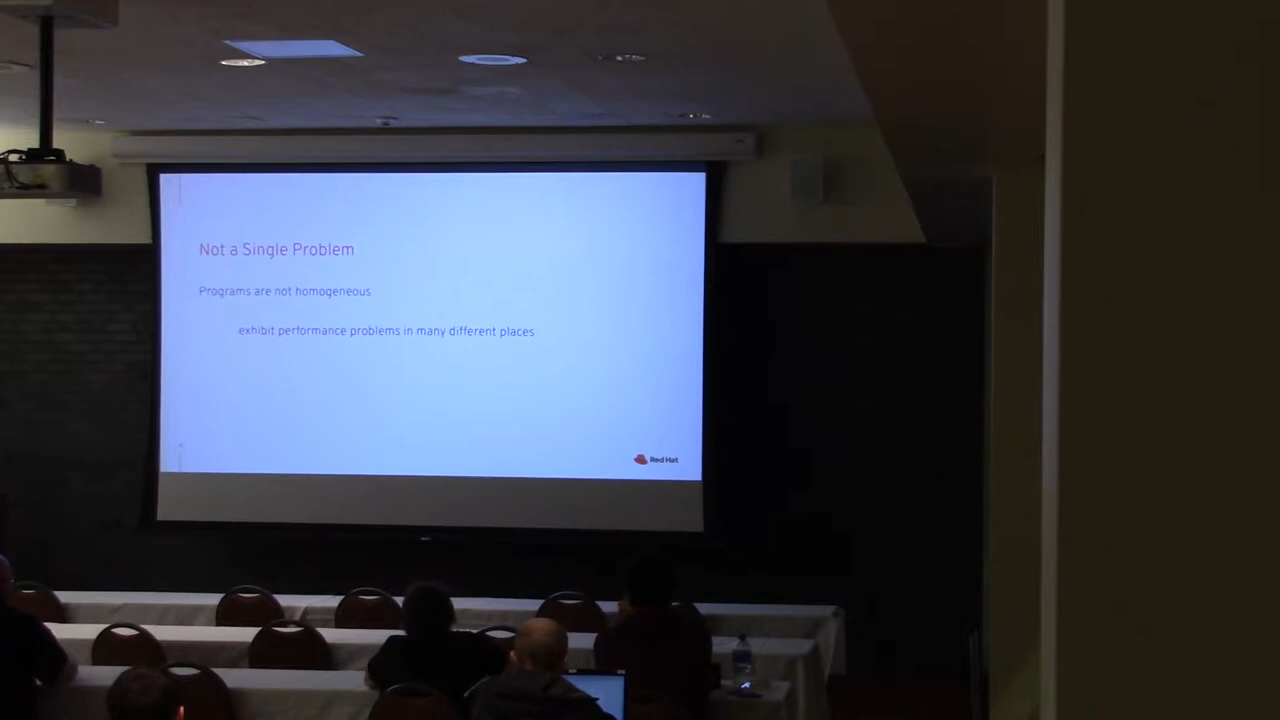 Not a Single Problem
Programs are not homogeneous
exhibit performance problems in many different places
Red Hat